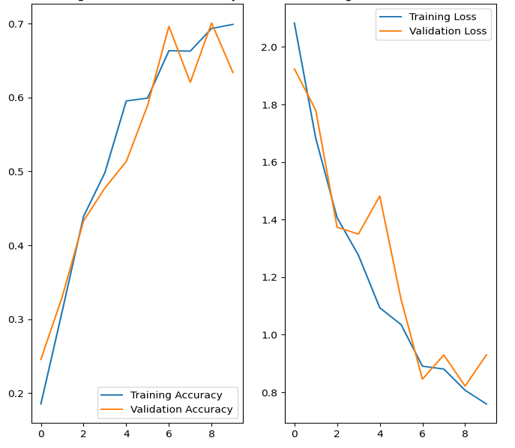 0.7
0.6
0.5
0.4
0.3
0.2
Training Accuracy
Validation Accuracy
0 2 4 6 8
Training Loss
Validation Loss
2.0
1.8
1.6
1.4
1.2
1.0
0.8
0 2 4 6 8